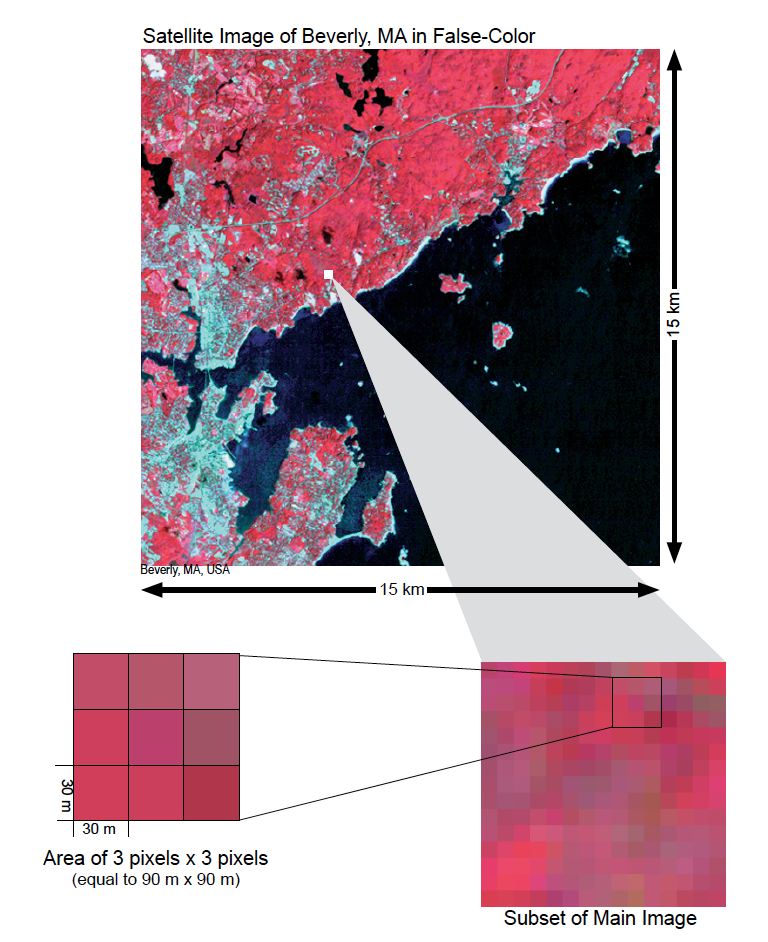 Satellite Image of Beverly, MA in False-Color
15 km
Beverly, MA, USA
15 km
30 m
30 m
Area of 3 pixels x 3 pixels
(equal to 90 m x 90 m)
Subset of Main Image